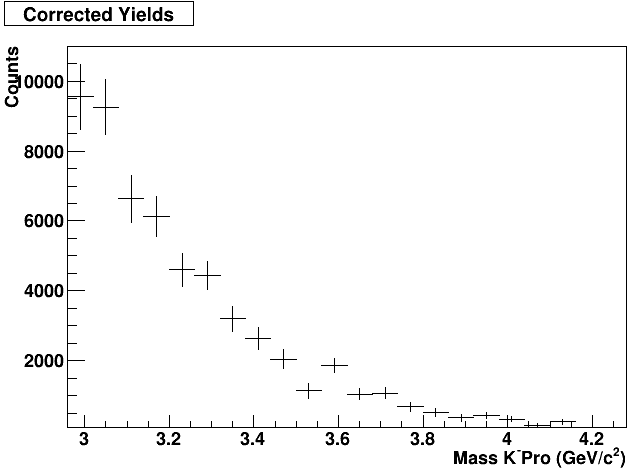 Corrected Yields
Counts
10000
8000
6000
4000
2000
3 3.2 3.4 3.6 3.8 4 4.2
Mass K⁻Pro (GeV/c²)